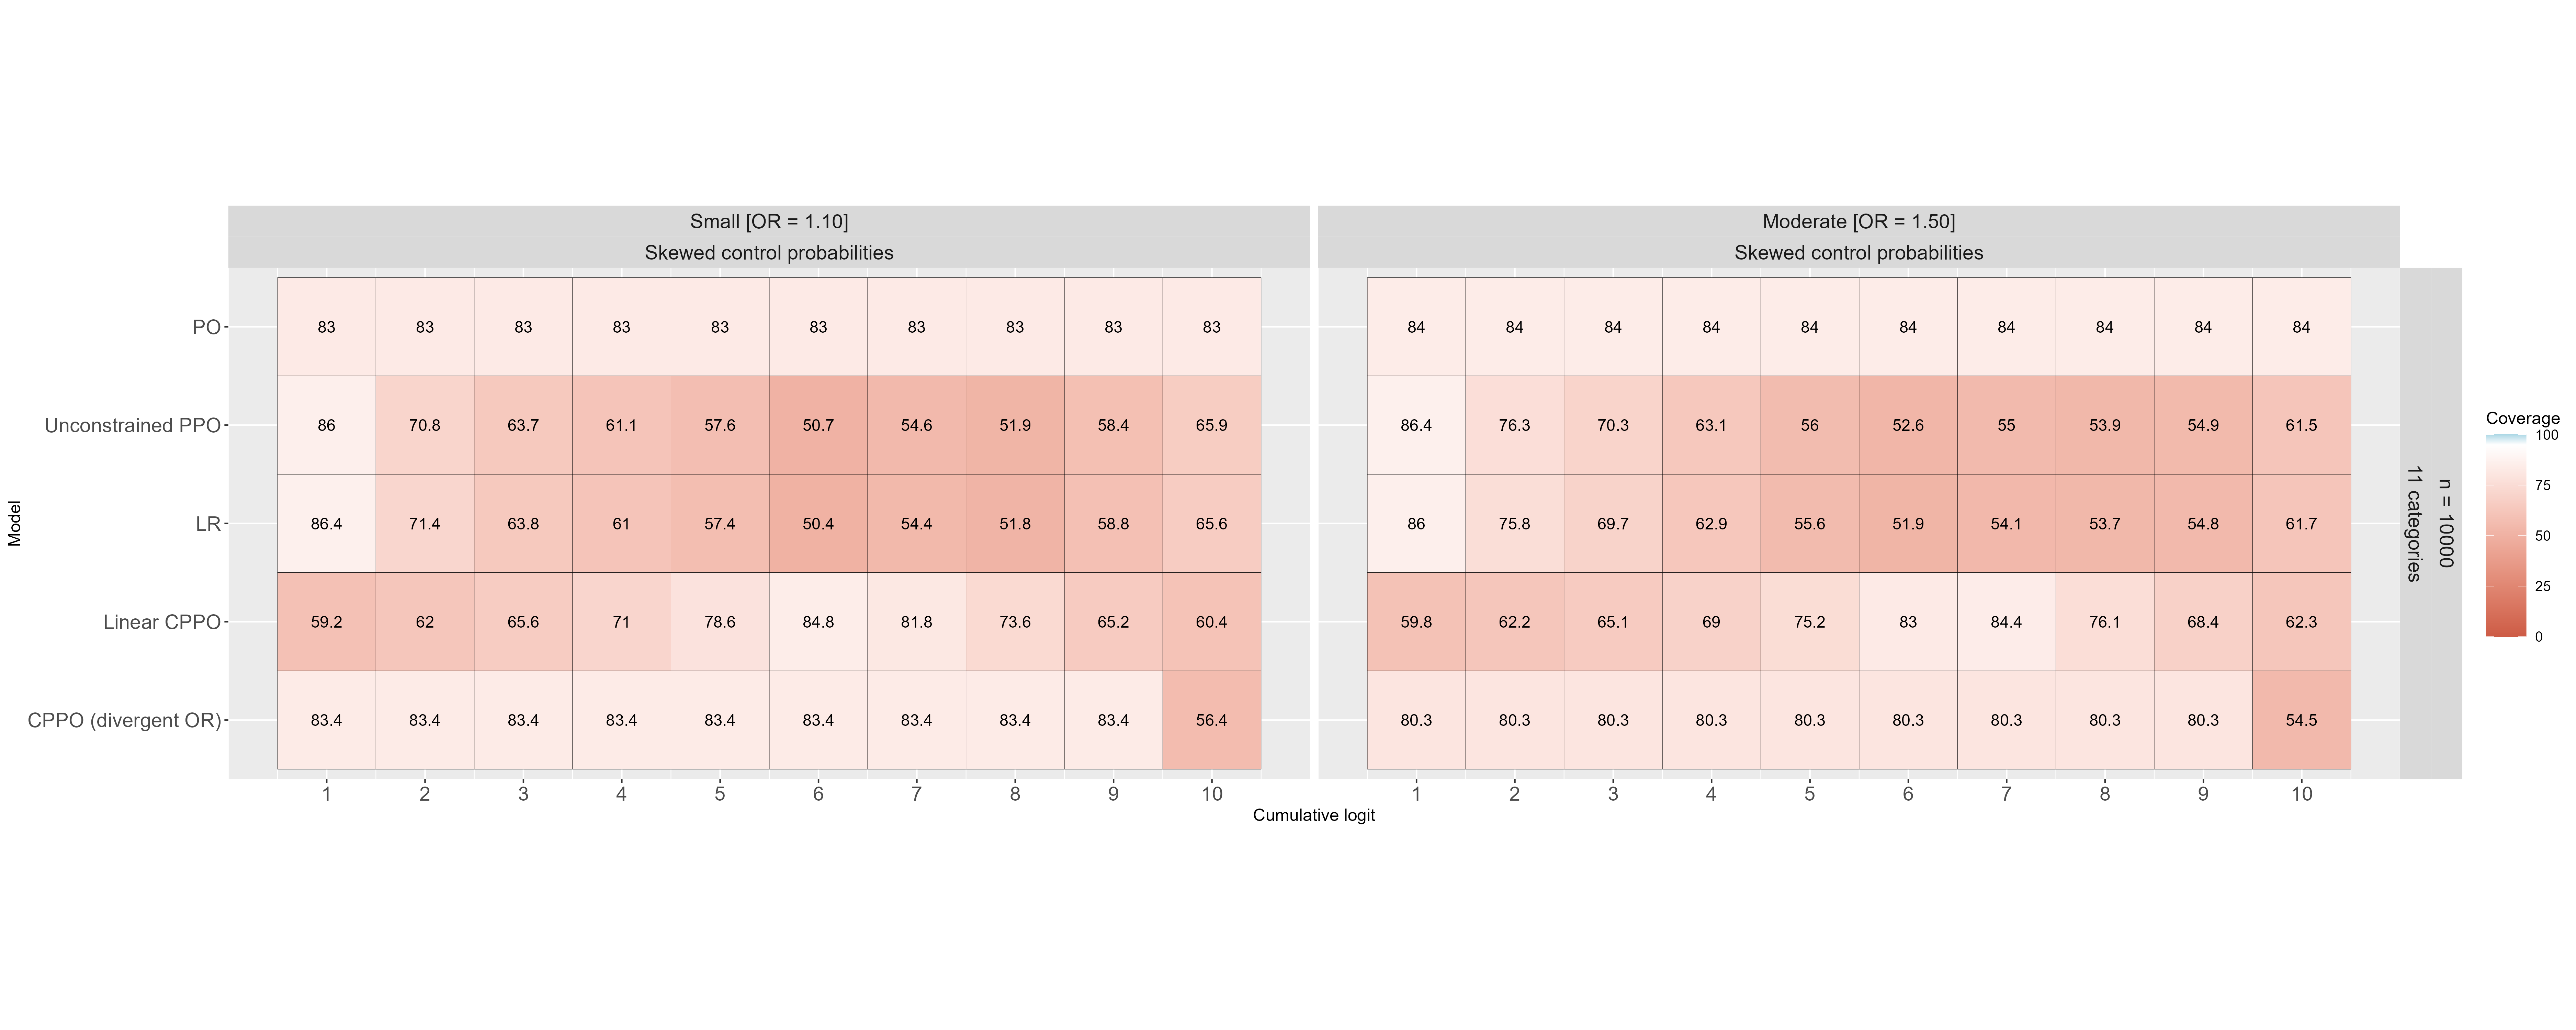 Small [OR = 1.10]
Moderate [OR = 1.50]
Skewed control probabilities
Skewed control probabilities
PO
83 83 83 83 83 83 83 83 83 83
84 84 84 84 84 84 84 84 84 84
Unconstrained PPO
86 70.8 63.7 61.1 57.6 50.7 54.6 51.9 58.4 65.9
86.4 76.3 70.3 63.1 56 52.6 55 53.9 54.9 61.5
LR
86.4 71.4 63.8 61 57.4 50.4 54.4 51.8 58.8 65.6
86 75.8 69.7 62.9 55.6 51.9 54.1 53.7 54.8 61.7
Linear CPPO
59.2 62 65.6 71 78.6 84.8 81.8 73.6 65.2 60.4
59.8 62.2 65.1 69 75.2 83 84.4 76.1 68.4 62.3
CPPO (divergent OR)
83.4 83.4 83.4 83.4 83.4 83.4 83.4 83.4 83.4 56.4
80.3 80.3 80.3 80.3 80.3 80.3 80.3 80.3 80.3 54.5
1 2 3 4 5 6 7 8 9 10
1 2 3 4 5 6 7 8 9 10
Cumulative logit
Model
n = 10000
11 categories
Coverage
100
75
50
25
0